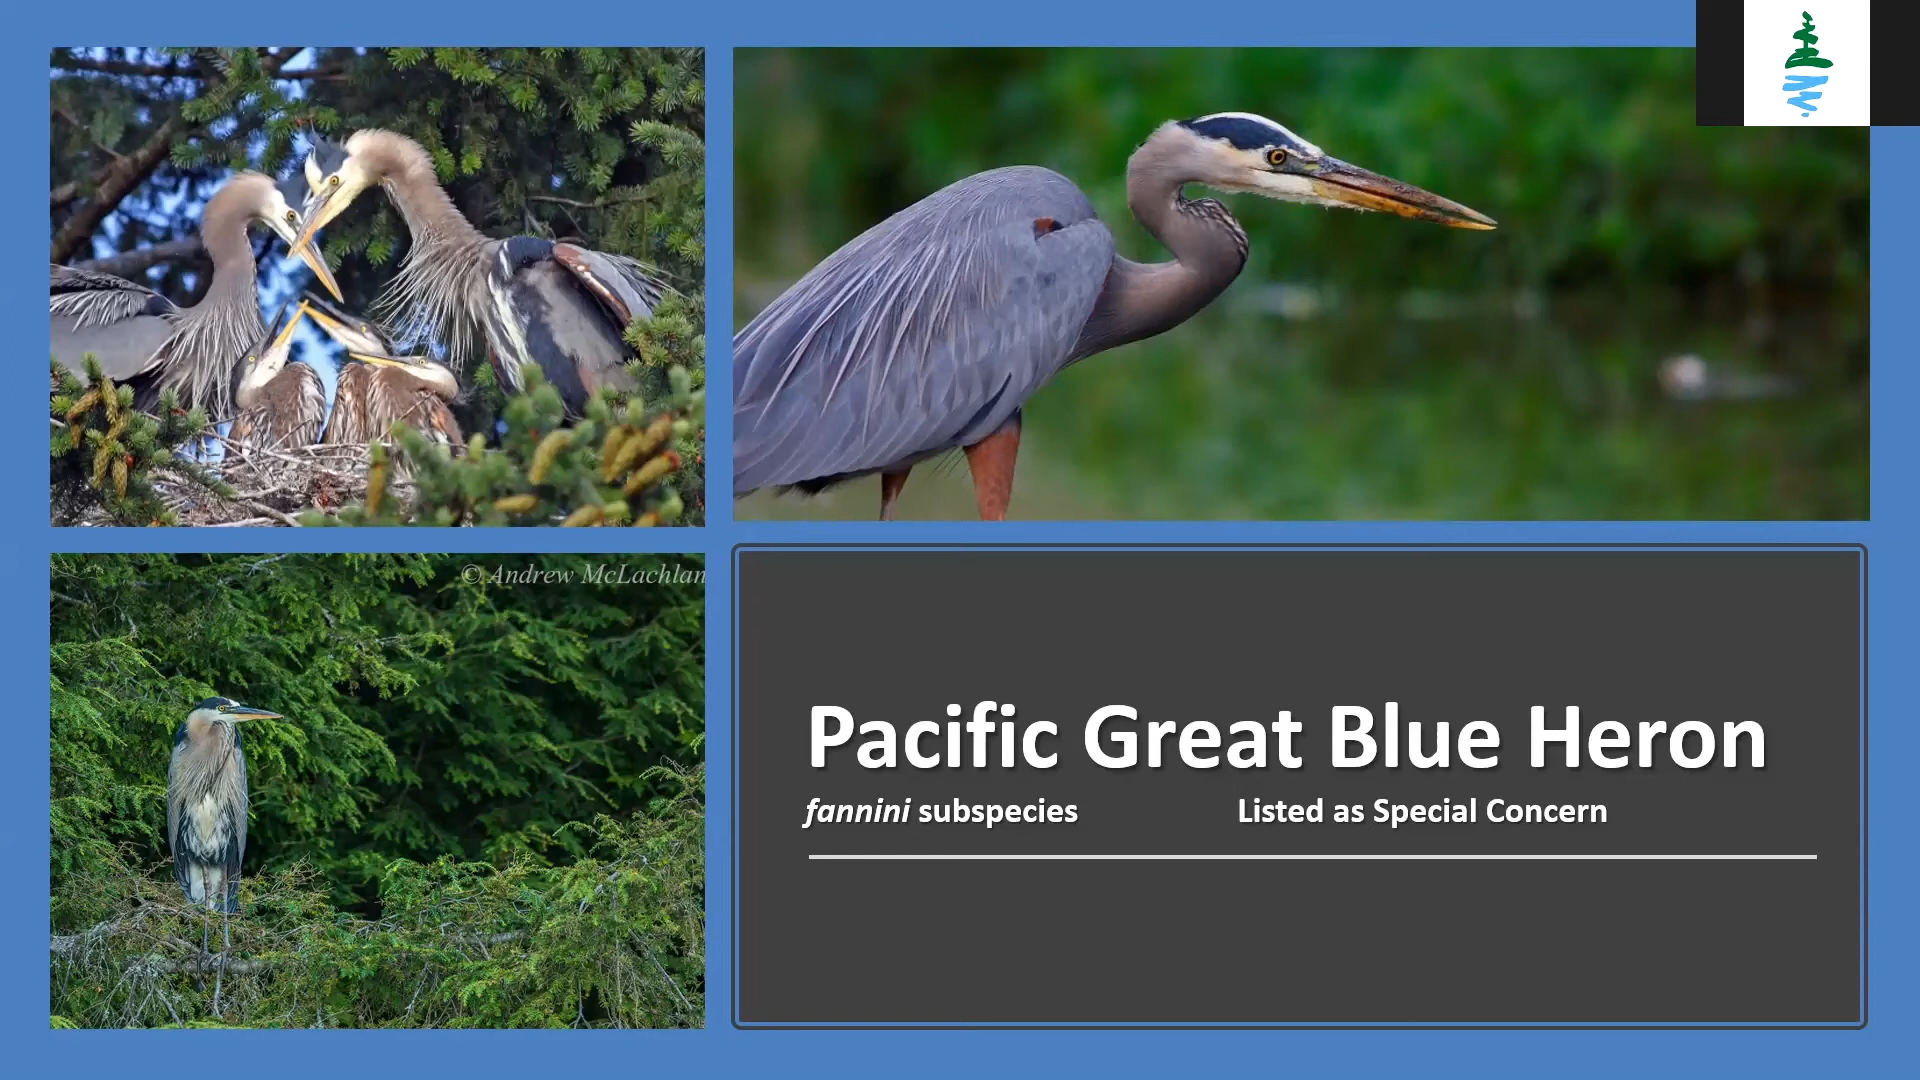 © Andrew McLachlan
Pacific Great Blue Heron
fannini subspecies Listed as Special Concern